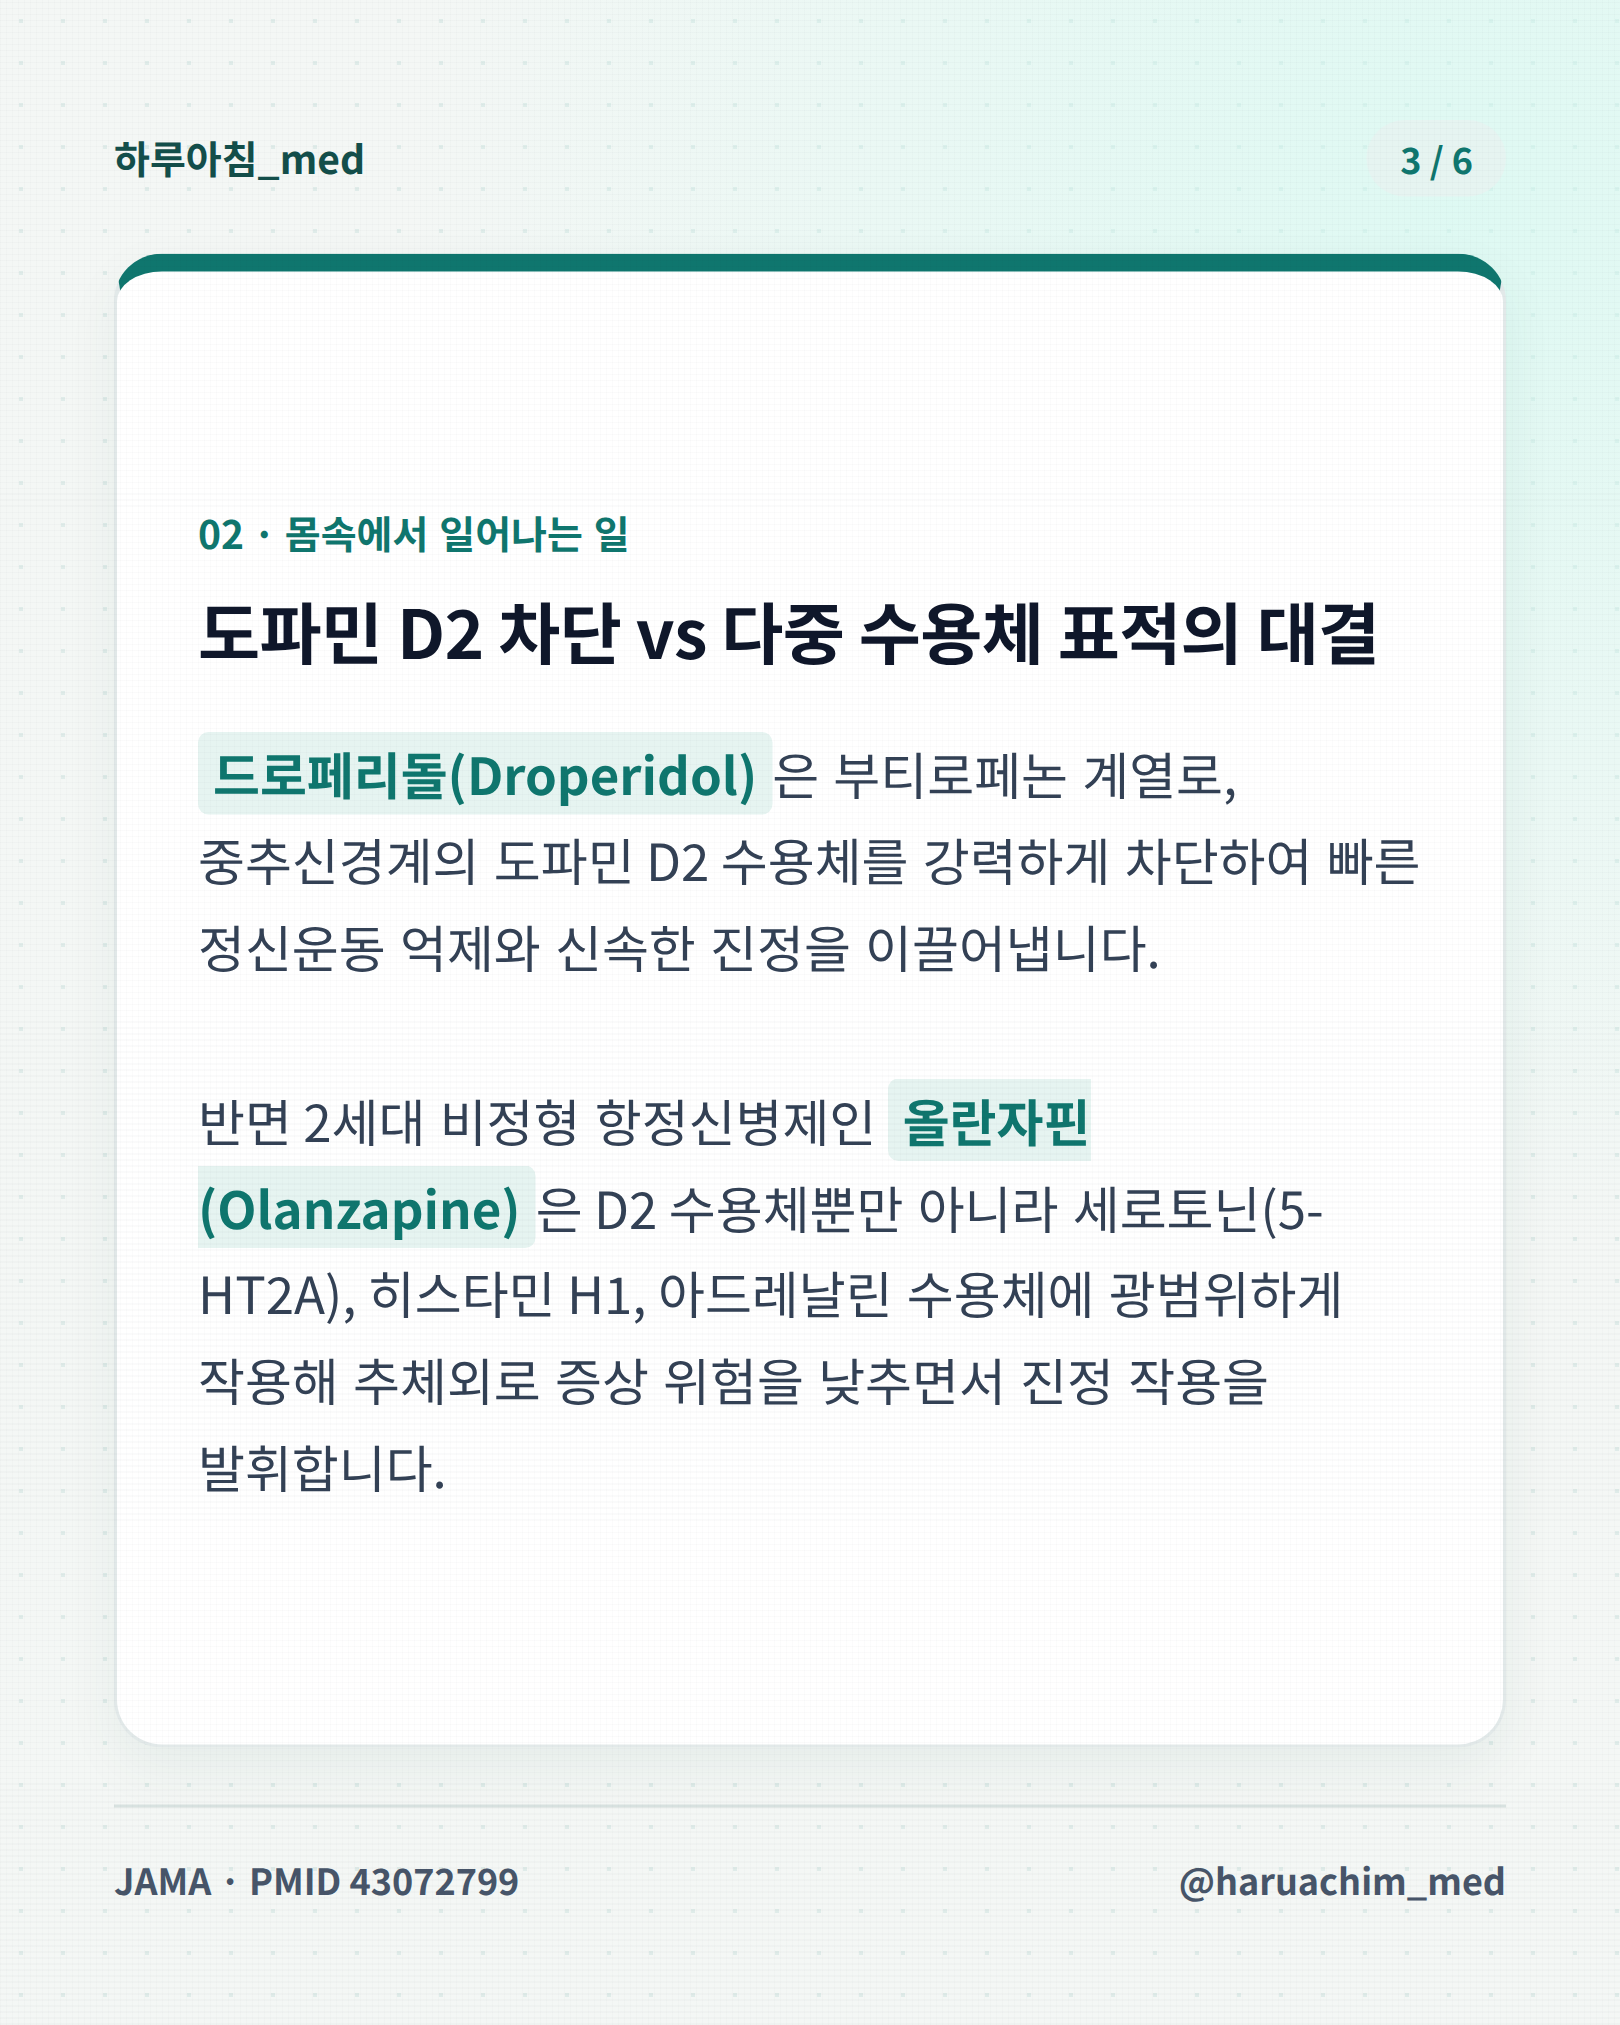 하루아침_med
3 / 6
02 · 몸속에서 일어나는 일
도파민 D2 차단 vs 다중 수용체 표적의 대결
드로페리돌(Droperidol)은 부티로페논 계열로,
중추신경계의 도파민 D2 수용체를 강력하게 차단하여 빠른
정신운동 억제와 신속한 진정을 이끌어냅니다.
반면 2세대 비정형 항정신병제인 올란자핀
(Olanzapine)은 D2 수용체뿐만 아니라 세로토닌(5-
HT2A), 히스타민 H1, 아드레날린 수용체에 광범위하게
작용해 추체외로 증상 위험을 낮추면서 진정 작용을
발휘합니다.
JAMA · PMID 43072799
@haruachim_med